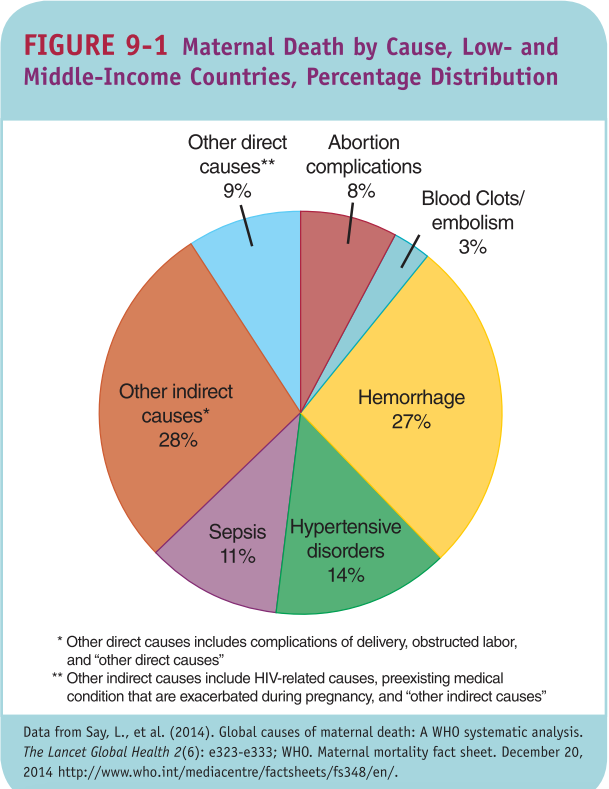 FIGURE 9-1 Maternal Death by Cause, Low- and
Middle-Income Countries, Percentage Distribution
Other direct
causes**
9%
Abortion
complications
8%
Blood Clots/
embolism
3%
Hemorrhage
27%
Other indirect
causes*
28%
Sepsis
11%
Hypertensive
disorders
14%
* Other direct causes includes complications of delivery, obstructed labor,
and “other direct causes”
** Other indirect causes include HIV-related causes, preexisting medical
condition that are exacerbated during pregnancy, and “other indirect causes”
Data from Say, L., et al. (2014). Global causes of maternal death: A WHO systematic analysis.
The Lancet Global Health 2(6): e323-e333; WHO. Maternal mortality fact sheet. December 20,
2014 http://www.who.int/mediacentre/factsheets/fs348/en/.